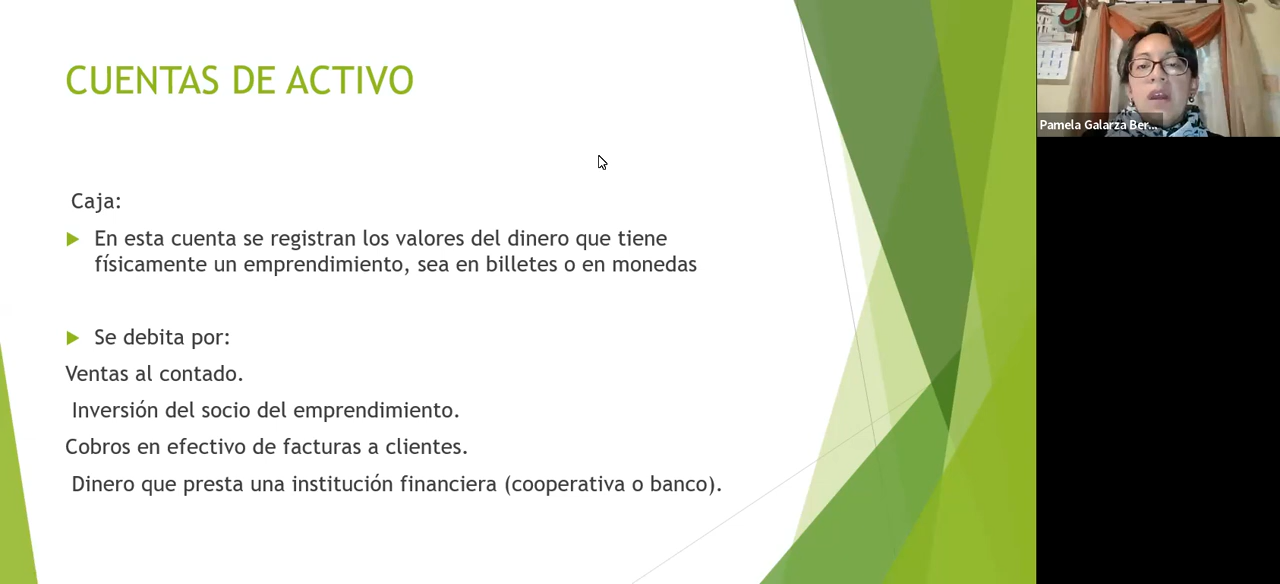 CUENTAS DE ACTIVO
Caja:
En esta cuenta se registran los valores del dinero que tiene
físicamente un emprendimiento, sea en billetes o en monedas
Se debita por:
Ventas al contado.
Inversión del socio del emprendimiento.
Cobros en efectivo de facturas a clientes.
Dinero que presta una institución financiera (cooperativa o banco).
Pamela Galarza Ber...